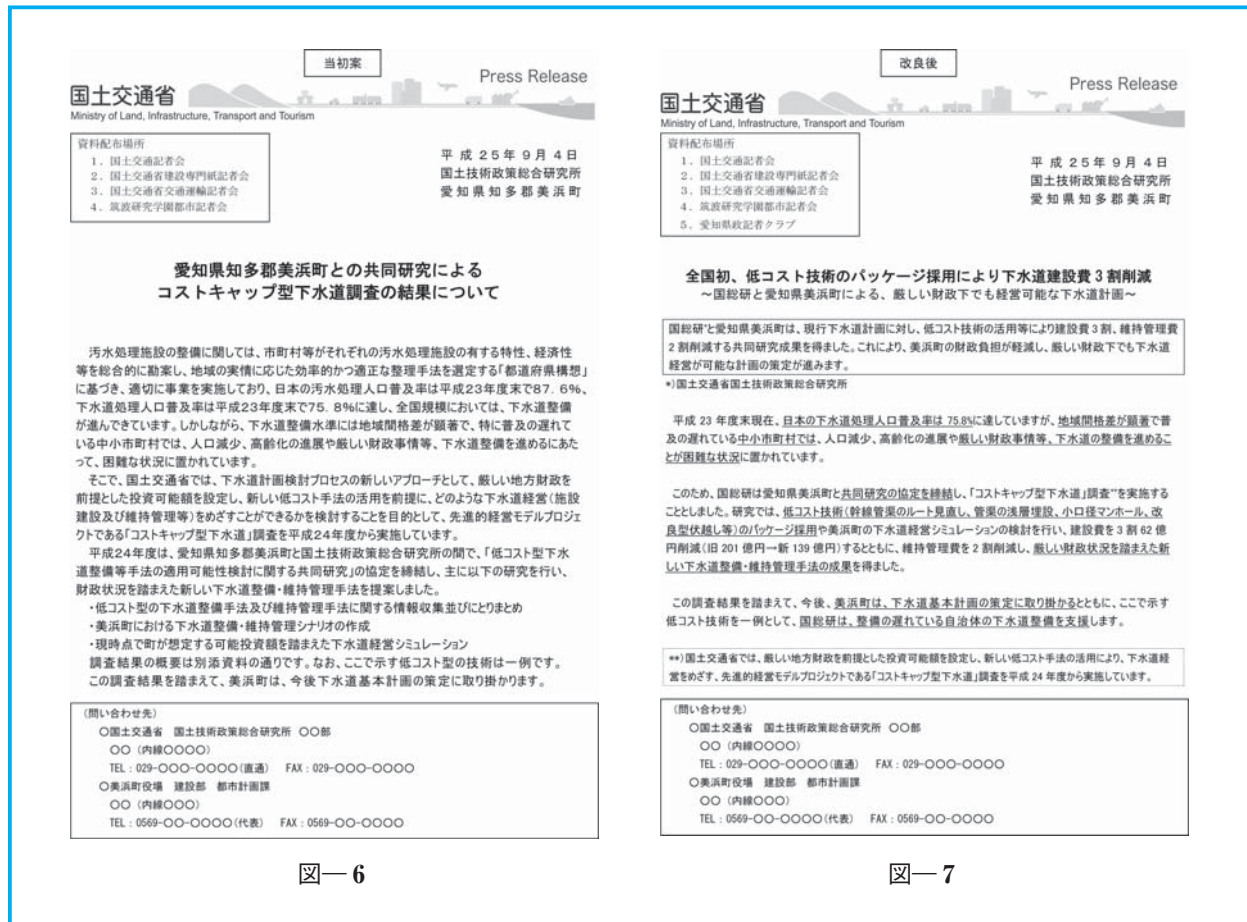 当初案
Press Release
国土交通省
Ministry of Land, Infrastructure, Transport and Tourism
資料配布場所
1．国土交通記者会
2．国土交通省建設専門紙記者会
3．国土交通省交通運輸記者会
4．筑波研究学園都市記者会
平成25年9月4日
国土技術政策総合研究所
愛知県知多郡美浜町
愛知県知多郡美浜町との共同研究による
コストキャップ型下水道調査の結果について
汚水処理施設の整備に関しては、市町村等がそれぞれの汚水処理施設の有する特性、経済性
等を総合的に勘案し、地域の実情に応じた効率的かつ適正な整理手法を選定する「都道府県構想」
に基づき、適切に事業を実施しており、日本の汚水処理人口普及率は平成23年度末で87．6%、
下水道処理人口普及率は平成23年度末で75．8%に達し、全国規模においては、下水道整備
が進んできています。しかしながら、下水道整備水準には地域間格差が顕著で、特に普及の遅れて
いる中小市町村では、人口減少、高齢化の進展や厳しい財政事情等、下水道整備を進めるにあた
って、困難な状況に置かれています。
そこで、国土交通省では、下水道計画検討プロセスの新しいアプローチとして、厳しい地方財政を
前提とした投資可能額を設定し、新しい低コスト手法の活用を前提に、どのような下水道経営（施設
建設及び維持管理等）をめざすことができるかを検討することを目的として、先進的経営モデルプロジェ
クトである「コストキャップ型下水道」調査を平成24年度から実施しています。
平成24年度は、愛知県知多郡美浜町と国土技術政策総合研究所の間で、「低コスト型下水
道整備等手法の適用可能性検討に関する共同研究」の協定を締結し、主に以下の研究を行い、
財政状況を踏まえた新しい下水道整備・維持管理手法を提案しました。
・低コスト型の下水道整備手法及び維持管理手法に関する情報収集並びにとりまとめ
・美浜町における下水道整備・維持管理シナリオの作成
・現時点で町が想定する可能投資額を踏まえた下水道経営シミュレーション
調査結果の概要は別添資料の通りです。なお、ここで示す低コスト型の技術は一例です。
この調査結果を踏まえて、美浜町は、今後下水道基本計画の策定に取り掛かります。
（問い合わせ先）
○国土交通省　国土技術政策総合研究所　○○部
○○（内線○○○○）
TEL：029-○○○-○○○○（直通）　FAX：029-○○○-○○○○
○美浜町役場　建設部　都市計画課
○○（内線○○○）
TEL：0569-○○-○○○○（代表）　FAX：0569-○○-○○○○
図—6
改良後
Press Release
国土交通省
Ministry of Land, Infrastructure, Transport and Tourism
資料配布場所
1．国土交通記者会
2．国土交通省建設専門紙記者会
3．国土交通省交通運輸記者会
4．筑波研究学園都市記者会
5．愛知県政記者クラブ
平成25年9月4日
国土技術政策総合研究所
愛知県知多郡美浜町
全国初、低コスト技術のパッケージ採用により下水道建設費3割削減
～国総研と愛知県美浜町による、厳しい財政下でも経営可能な下水道計画～
国総研*と愛知県美浜町は、現行下水道計画に対し、低コスト技術の活用等により建設費3割、維持管理費
2割削減する共同研究成果を得ました。これにより、美浜町の財政負担が軽減し、厳しい財政下でも下水道
経営が可能な計画の策定が進みます。
*）国土交通省国土技術政策総合研究所
平成23年度末現在、日本の下水道処理人口普及率は75.8%に達していますが、地域間格差が顕著で普
及の遅れている中小市町村では、人口減少、高齢化の進展や厳しい財政事情等、下水道の整備を進めるこ
とが困難な状況に置かれています。
このため、国総研は愛知県美浜町と共同研究の協定を締結し、「コストキャップ型下水道」調査**を実施する
こととしました。研究では、低コスト技術（幹線管渠のルート見直し、管渠の浅層埋設、小口径マンホール、改
良型伏越し等）のパッケージ採用や美浜町の下水道経営シミュレーションの検討を行い、建設費を3割62億
円削減（旧201億円→新139億円）するとともに、維持管理費を2割削減し、厳しい財政状況を踏まえた新
しい下水道整備・維持管理手法の成果を得ました。
この調査結果を踏まえて、今後、美浜町は、下水道基本計画の策定に取り掛かるとともに、ここで示す
低コスト技術を一例として、国総研は、整備の遅れている自治体の下水道整備を支援します。
**）国土交通省では、厳しい地方財政を前提とした投資可能額を設定し、新しい低コスト手法の活用により、下水道経
営をめざす、先進的経営モデルプロジェクトである「コストキャップ型下水道」調査を平成24年度から実施しています。
（問い合わせ先）
○国土交通省　国土技術政策総合研究所　○○部
○○（内線○○○○）
TEL：029-○○○-○○○○（直通）　FAX：029-○○○-○○○○
○美浜町役場　建設部　都市計画課
○○（内線○○○）
TEL：0569-○○-○○○○（代表）　FAX：0569-○○-○○○○
図—7